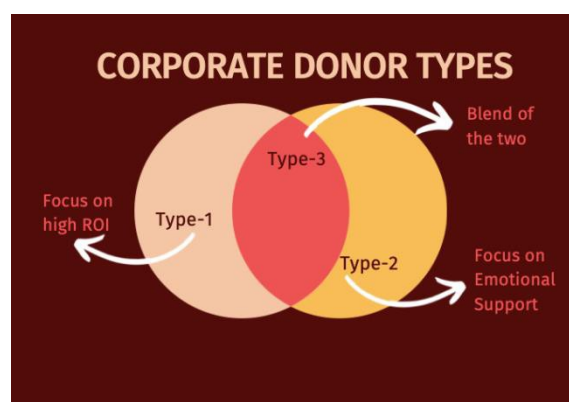 CORPORATE DONOR TYPES
Blend of
the two
Type-3
Focus on
high ROI
Type-1
Type-2
Focus on
Emotional
Support